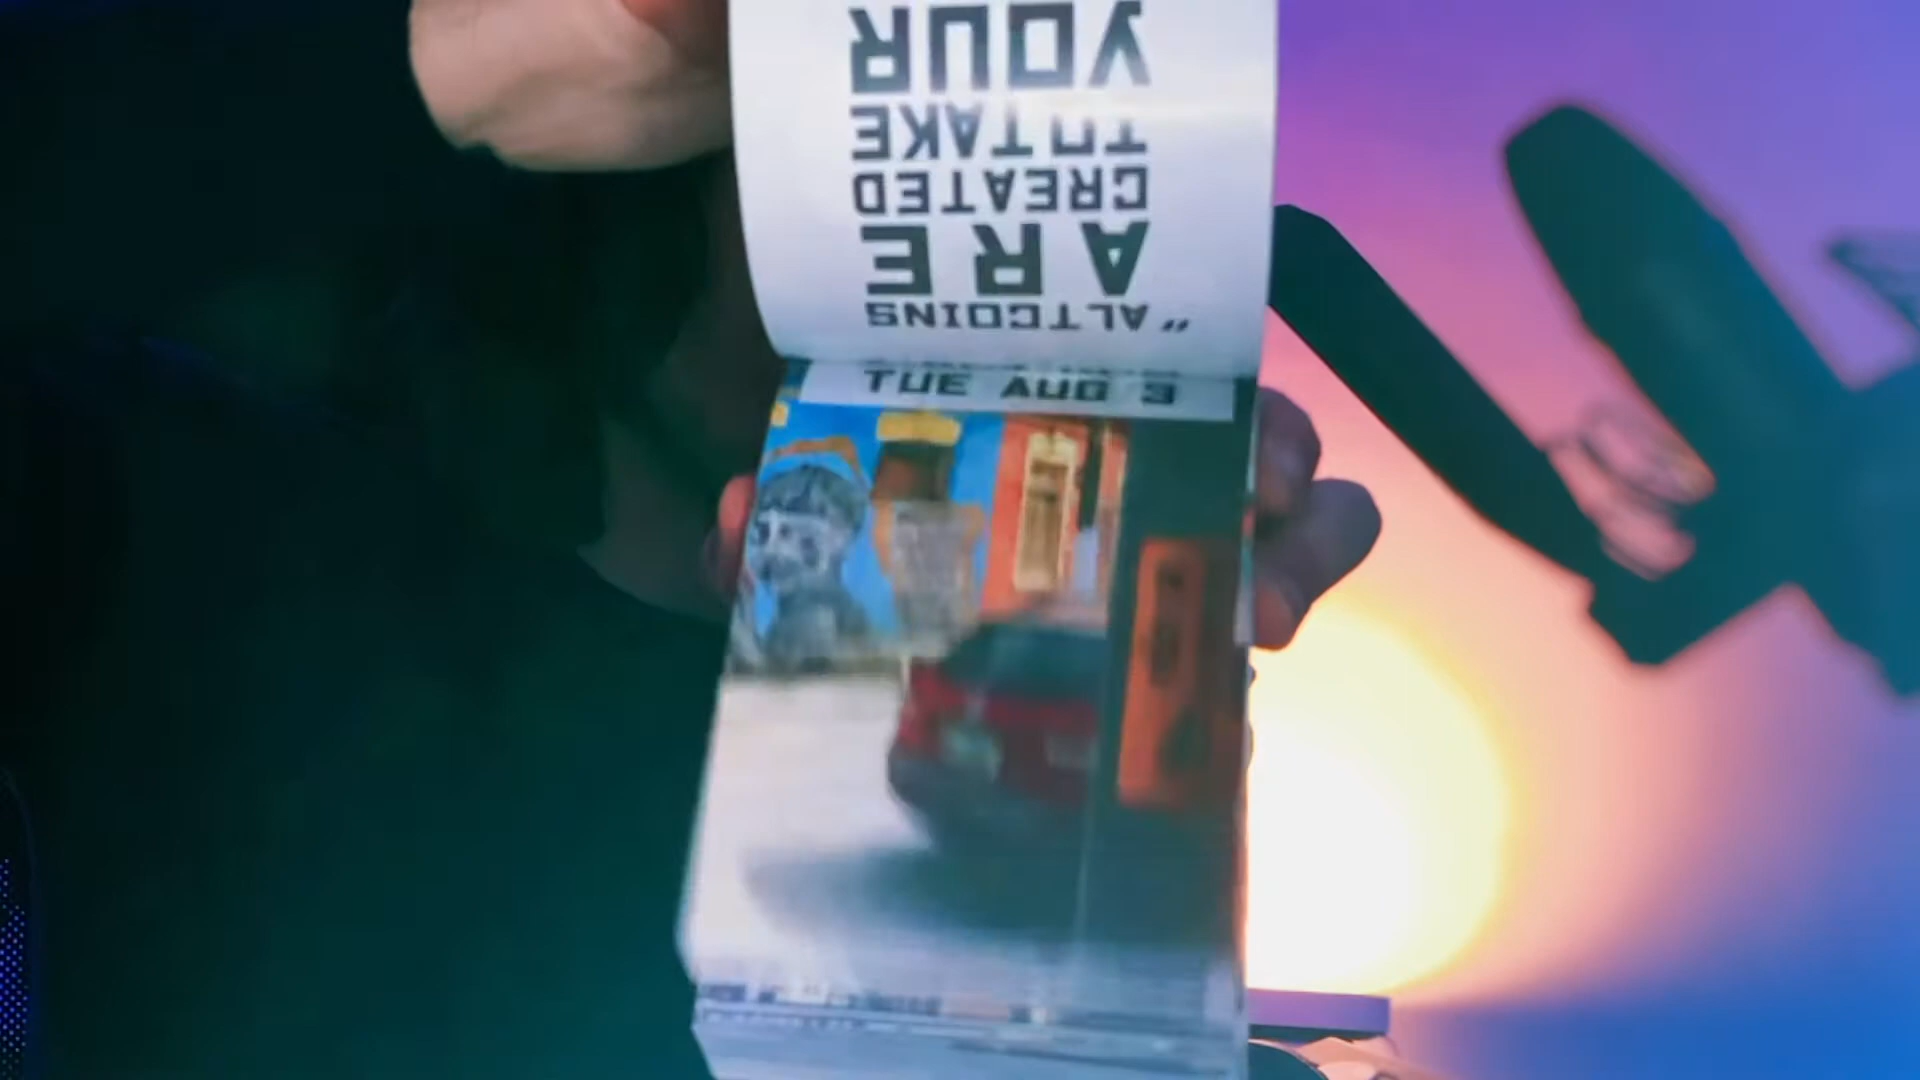 "ALTCOINS
ARE
CREATED
TO TAKE
YOUR
TUE AUG 3